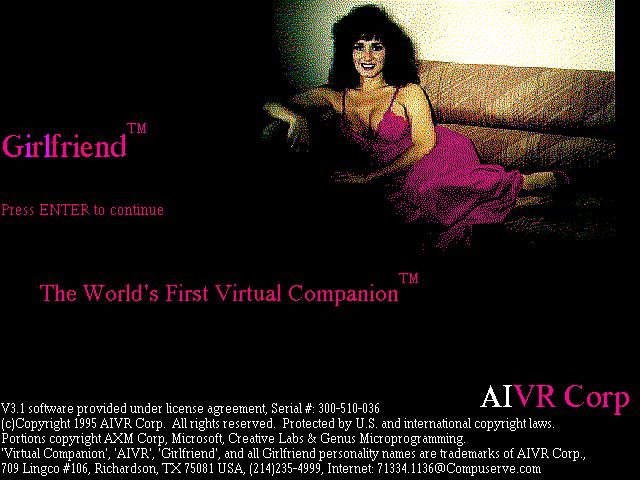 Girlfriend™
Press ENTER to continue
The World's First Virtual Companion™
AIVR Corp
V3.1 software provided under license agreement, Serial #: 300-510-036
(c)Copyright 1995 AIVR Corp. All rights reserved. Protected by U.S. and international copyright laws.
Portions copyright AXM Corp, Microsoft, Creative Labs & Genus Microprogramming.
'Virtual Companion', 'AIVR', 'Girlfriend', and all Girlfriend personality names are trademarks of AIVR Corp.,
709 Lingco #106, Richardson, TX 75081 USA, (214)235-4999, Internet: 71334.1136@Compuserve.com